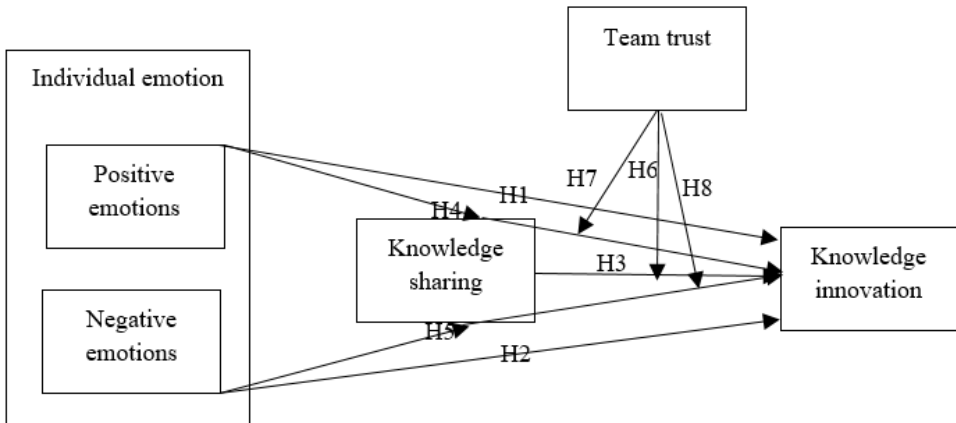 Team trust
Individual emotion
Positive
emotions
H7
H6
H8
H1
H4
Knowledge
sharing
H3
Knowledge
innovation
Negative
emotions
H5
H2